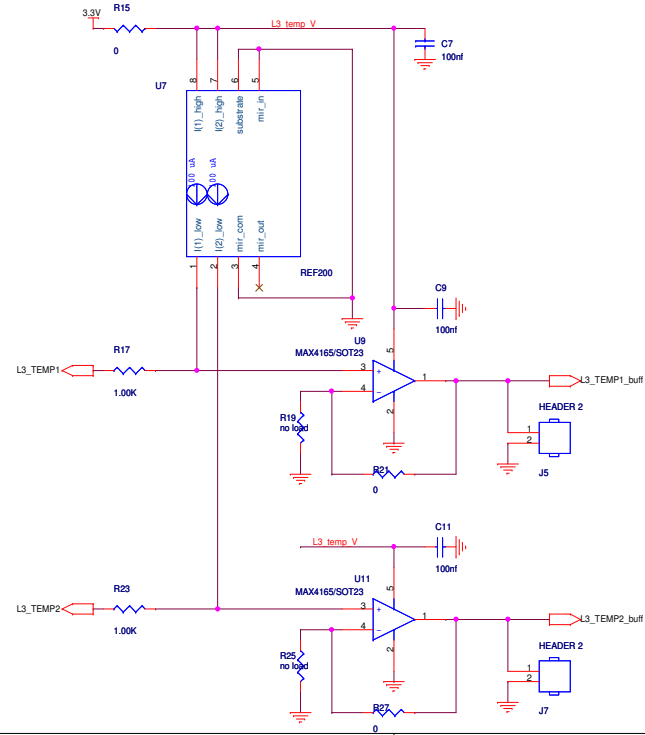 3.3V
R15
0
L3_temp_V
C7
100nf
U7
8
7
6
5
I(1)_high
I(2)_high
substrate
mir_in
00 uA
00 uA
I(1)_low
I(2)_low
mir_com
mir_out
1
2
3
4
REF200
C9
100nf
U9
MAX4165/SOT23
L3_TEMP1
R17
1.00K
3
+
5
4
−
1
2
L3_TEMP1_buff
R19
no load
HEADER 2
1
2
J5
R21
0
L3_temp_V
C11
100nf
U11
MAX4165/SOT23
L3_TEMP2
R23
1.00K
3
+
5
4
−
1
2
L3_TEMP2_buff
R25
no load
HEADER 2
1
2
J7
R27
0